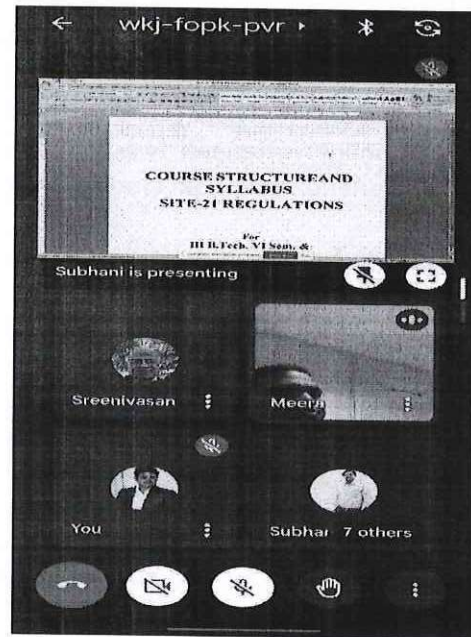 wkj-fopk-pvr
COURSE STRUCTUREAND
SYLLABUS
SITE-21 REGULATIONS
For
III B.Tech. VI Sem. &
Subhani is presenting
Sreenivasan
Meera
You
Subhar 7 others